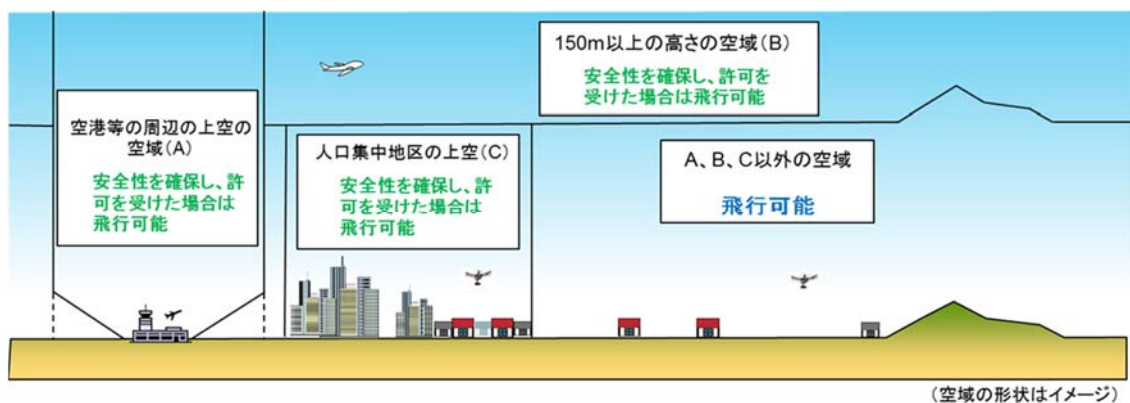 150m以上の高さの空域(B)
安全性を確保し、許可を
受けた場合は飛行可能
空港等の周辺の上空の
空域(A)
安全性を確保し、許
可を受けた場合は
飛行可能
人口集中地区の上空(C)
安全性を確保し、許
可を受けた場合は
飛行可能
A、B、C以外の空域
飛行可能
(空域の形状はイメージ)